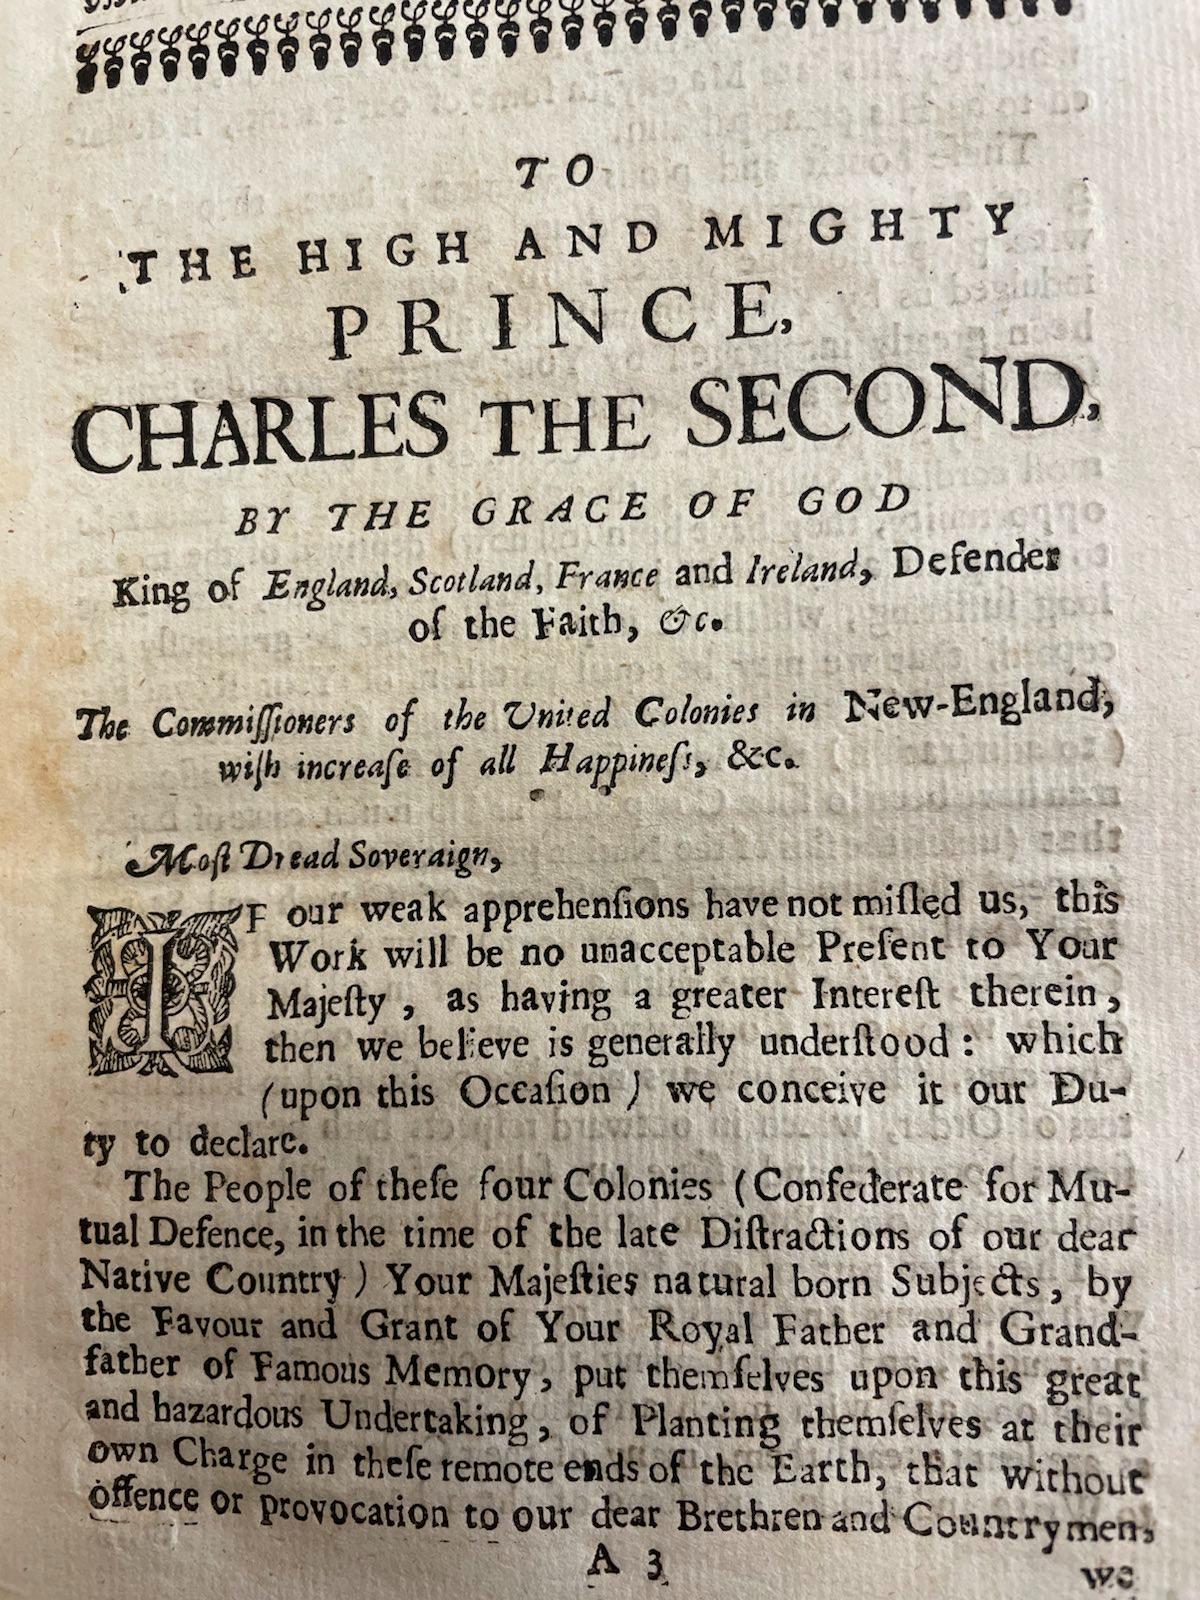 TO
THE HIGH AND MIGHTY
PRINCE,
CHARLES THE SECOND,
BY THE GRACE OF GOD
King of England, Scotland, France and Ireland, Defender
of the Faith, &c.
The Commiſſioners of the United Colonies in New-England,
wiſh increaſe of all Happineſs, &c.
Moſt Dread Soveraign,
IF our weak apprehenſions have not miſled us, this
Work will be no unacceptable Preſent to Your
Majeſty, as having a greater Intereſt therein,
then we believe is generally underſtood: which
(upon this Occaſion) we conceive it our Du-
ty to declare.
The People of theſe four Colonies (Confederate for Mu-
tual Defence, in the time of the late Diſtractions of our dear
Native Country) Your Majeſties natural born Subjects, by
the Favour and Grant of Your Royal Father and Grand-
father of Famous Memory, put themſelves upon this great
and hazardous Undertaking, of Planting themſelves at their
own Charge in theſe remote ends of the Earth, that without
offence or provocation to our dear Brethren and Countrymen,
A 3
we